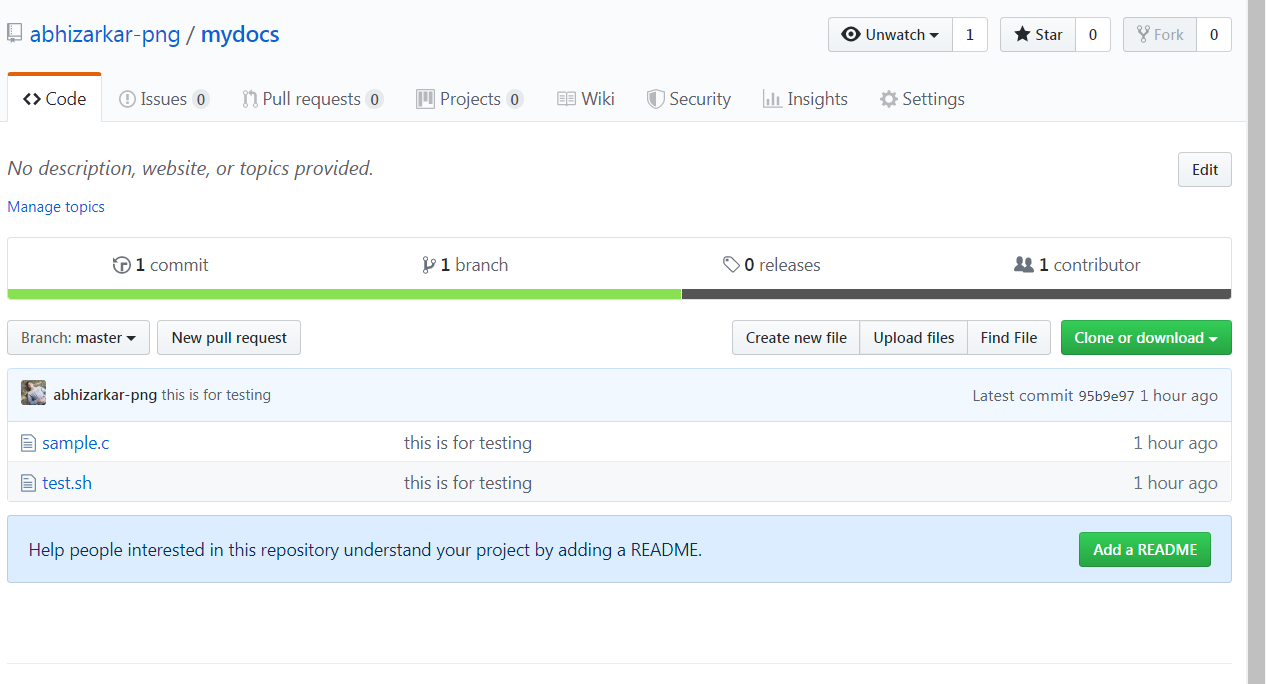 abhizarkar-png / mydocs
Unwatch 1 Star 0 Fork 0
Code Issues 0 Pull requests 0 Projects 0 Wiki Security Insights Settings
No description, website, or topics provided. Edit
Manage topics
1 commit 1 branch 0 releases 1 contributor
Branch: master New pull request Create new file Upload files Find File Clone or download
abhizarkar-png this is for testing Latest commit 95b9e97 1 hour ago
sample.c this is for testing 1 hour ago
test.sh this is for testing 1 hour ago
Help people interested in this repository understand your project by adding a README. Add a README